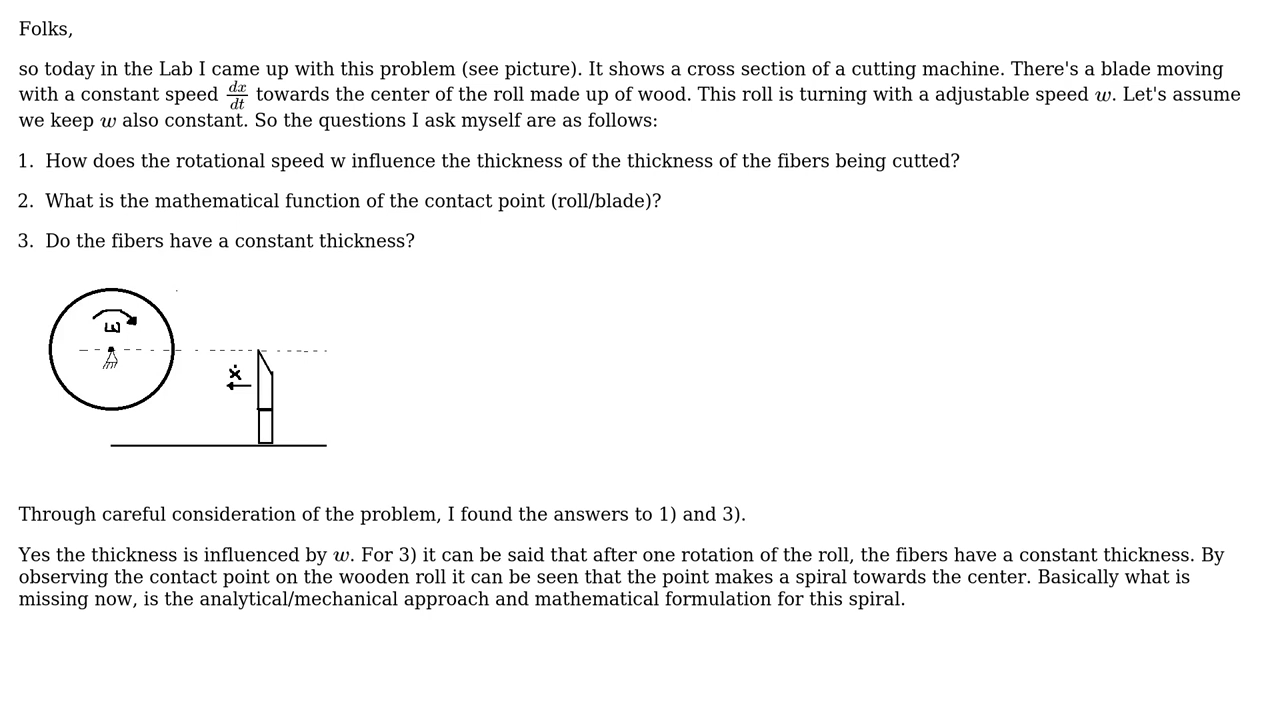 Folks,
so today in the Lab I came up with this problem (see picture). It shows a cross section of a cutting machine. There's a blade moving
with a constant speed dx/dt towards the center of the roll made up of wood. This roll is turning with a adjustable speed w. Let's assume
we keep w also constant. So the questions I ask myself are as follows:
1. How does the rotational speed w influence the thickness of the thickness of the fibers being cutted?
2. What is the mathematical function of the contact point (roll/blade)?
3. Do the fibers have a constant thickness?
ω
ẋ
Through careful consideration of the problem, I found the answers to 1) and 3).
Yes the thickness is influenced by w. For 3) it can be said that after one rotation of the roll, the fibers have a constant thickness. By
observing the contact point on the wooden roll it can be seen that the point makes a spiral towards the center. Basically what is
missing now, is the analytical/mechanical approach and mathematical formulation for this spiral.